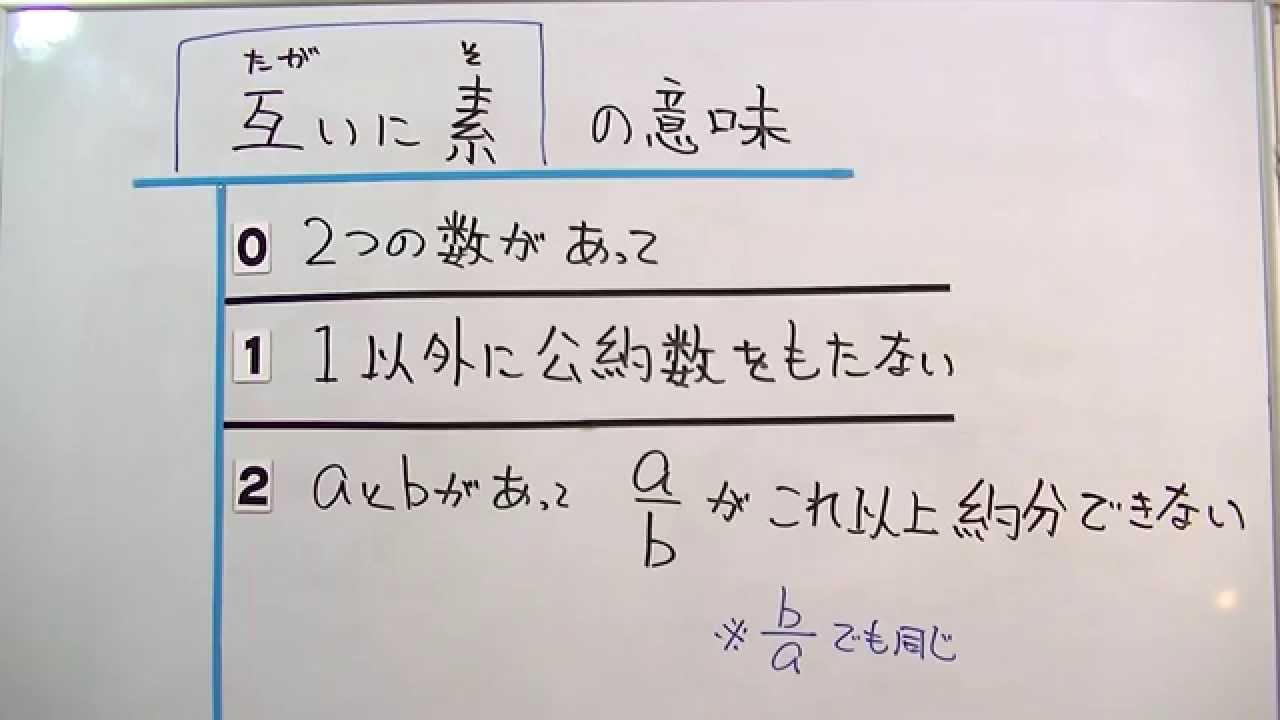 たが そ
互いに素 の意味
0 2つの数があって
1 1以外に公約数をもたない
2 aとbがあって a/b がこれ以上約分できない
※ b/a でも同じ